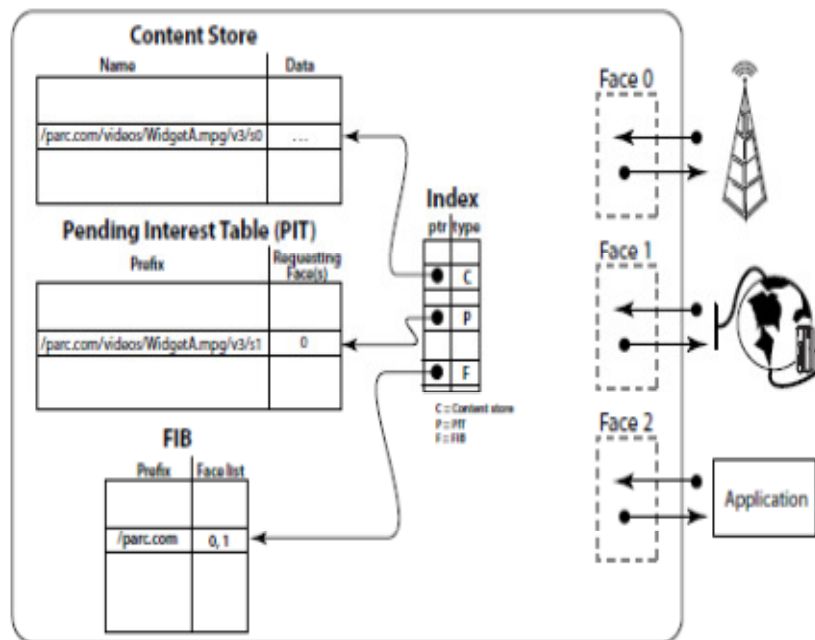 Content Store
Name Data
/parc.com/videos/WidgetA.mpg/v3/s0 ...
Pending Interest Table (PIT)
Prefix Requesting Face(s)
/parc.com/videos/WidgetA.mpg/v3/s1 0
FIB
Prefix Face list
/parc.com 0, 1
Index
ptr type
C
P
F
C = Content store
P = PIT
F = FIB
Face 0
Face 1
Face 2
Application